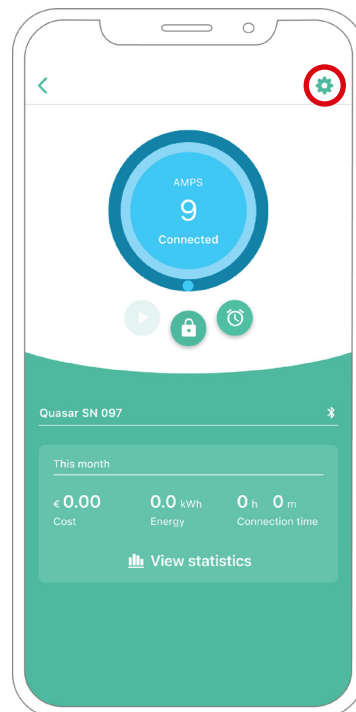 AMPS
9
Connected
Quasar SN 097
This month
€ 0.00 0.0 kWh 0 h 0 m
Cost Energy Connection time
View statistics